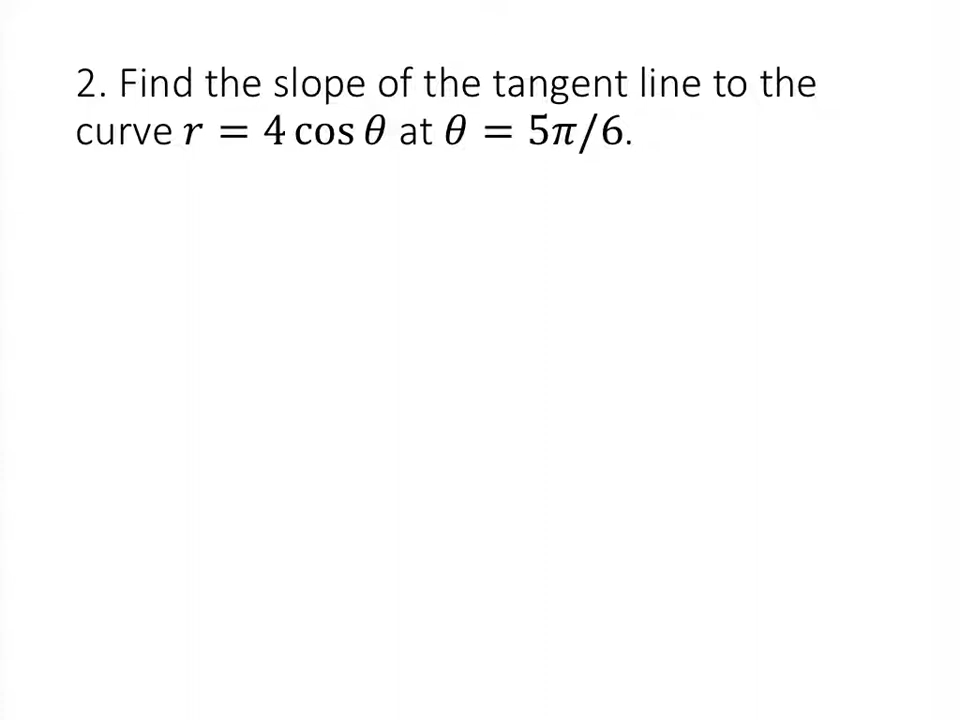 2. Find the slope of the tangent line to the
curve 𝑟 = 4 cos 𝜃 at 𝜃 = 5𝜋/6.